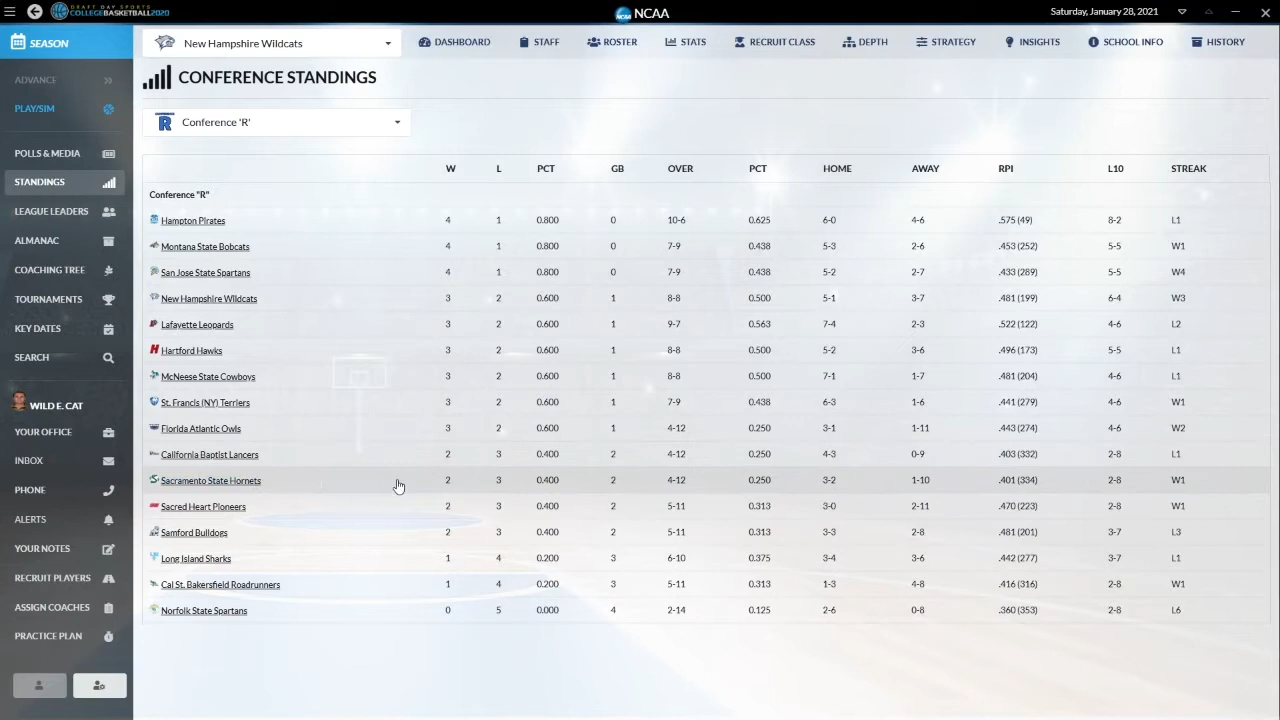 DRAFT DAY SPORTS
COLLEGE BASKETBALL 2020
NCAA
Saturday, January 28, 2021
SEASON
New Hampshire Wildcats
DASHBOARD STAFF ROSTER STATS RECRUIT CLASS DEPTH STRATEGY INSIGHTS SCHOOL INFO HISTORY
ADVANCE
PLAY/SIM
POLLS & MEDIA
STANDINGS
LEAGUE LEADERS
ALMANAC
COACHING TREE
TOURNAMENTS
KEY DATES
SEARCH
WILD E. CAT
YOUR OFFICE
INBOX
PHONE
ALERTS
YOUR NOTES
RECRUIT PLAYERS
ASSIGN COACHES
PRACTICE PLAN
CONFERENCE STANDINGS
R Conference 'R'
W L PCT GB OVER PCT HOME AWAY RPI L10 STREAK
Conference "R"
Hampton Pirates 4 1 0.800 0 10-6 0.625 6-0 4-6 .575 (49) 8-2 L1
Montana State Bobcats 4 1 0.800 0 7-9 0.438 5-3 2-6 .453 (252) 5-5 W1
San Jose State Spartans 4 1 0.800 0 7-9 0.438 5-2 2-7 .433 (289) 5-5 W4
New Hampshire Wildcats 3 2 0.600 1 8-8 0.500 5-1 3-7 .481 (199) 6-4 W3
Lafayette Leopards 3 2 0.600 1 9-7 0.563 7-4 2-3 .522 (122) 4-6 L2
Hartford Hawks 3 2 0.600 1 8-8 0.500 5-2 3-6 .496 (173) 5-5 L1
McNeese State Cowboys 3 2 0.600 1 8-8 0.500 7-1 1-7 .481 (204) 4-6 L1
St. Francis (NY) Terriers 3 2 0.600 1 7-9 0.438 6-3 1-6 .441 (279) 4-6 W1
Florida Atlantic Owls 3 2 0.600 1 4-12 0.250 3-1 1-11 .443 (274) 4-6 W2
California Baptist Lancers 2 3 0.400 2 4-12 0.250 4-3 0-9 .403 (332) 2-8 L1
Sacramento State Hornets 2 3 0.400 2 4-12 0.250 3-2 1-10 .401 (334) 2-8 W1
Sacred Heart Pioneers 2 3 0.400 2 5-11 0.313 3-0 2-11 .470 (223) 2-8 W1
Samford Bulldogs 2 3 0.400 2 5-11 0.313 3-3 2-8 .481 (201) 3-7 L3
Long Island Sharks 1 4 0.200 3 6-10 0.375 3-4 3-6 .442 (277) 3-7 L1
Cal St. Bakersfield Roadrunners 1 4 0.200 3 5-11 0.313 1-3 4-8 .416 (316) 2-8 W1
Norfolk State Spartans 0 5 0.000 4 2-14 0.125 2-6 0-8 .360 (353) 2-8 L6